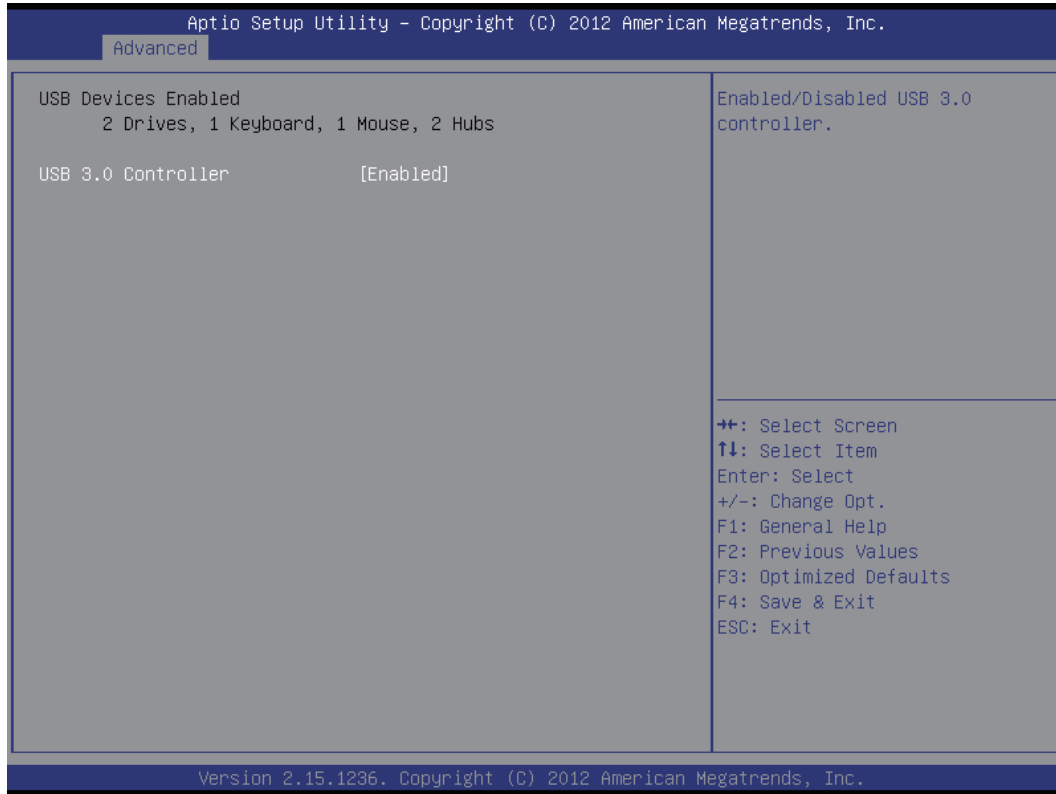 Aptio Setup Utility – Copyright (C) 2012 American Megatrends, Inc.
Advanced
USB Devices Enabled
2 Drives, 1 Keyboard, 1 Mouse, 2 Hubs
USB 3.0 Controller [Enabled]
Enabled/Disabled USB 3.0
controller.
→←: Select Screen
↑↓: Select Item
Enter: Select
+/-: Change Opt.
F1: General Help
F2: Previous Values
F3: Optimized Defaults
F4: Save & Exit
ESC: Exit
Version 2.15.1236. Copyright (C) 2012 American Megatrends, Inc.